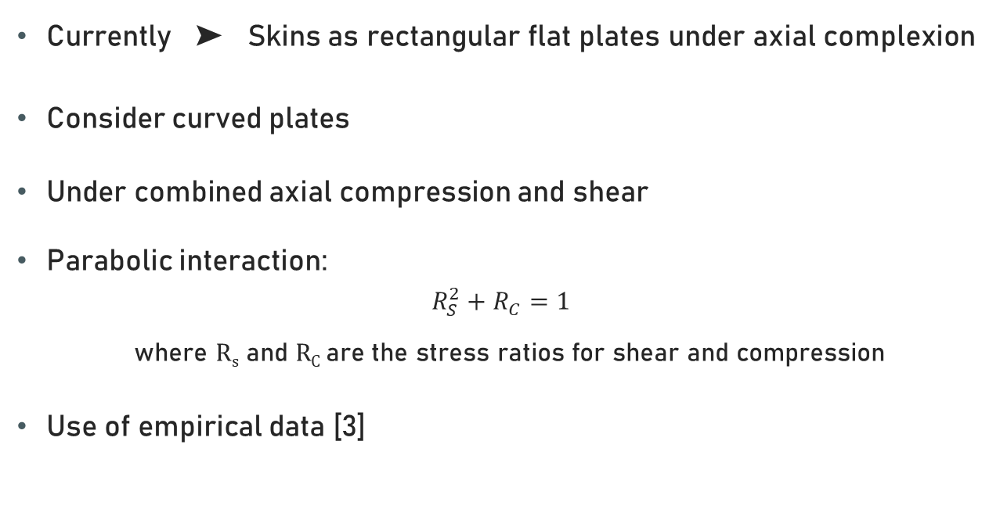 • Currently ➤ Skins as rectangular flat plates under axial complexion
• Consider curved plates
• Under combined axial compression and shear
• Parabolic interaction:
$R_S^2 + R_C = 1$
where R_s and R_C are the stress ratios for shear and compression
• Use of empirical data [3]